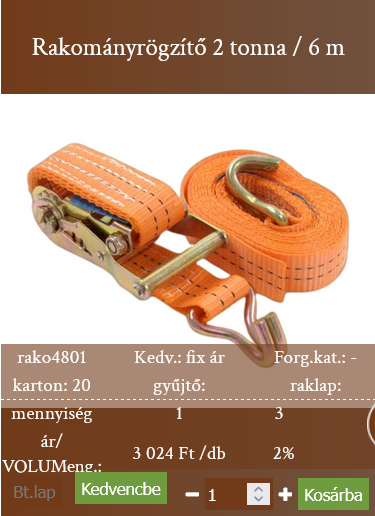 Rakományrögzítő 2 tonna / 6 m
rako4801 Kedv.: fix ár Forg.kat.: -
karton: 20 gyűjtő: raklap:
mennyiség 1 3
ár/
VOLUMeng.: 3 024 Ft /db 2%
Bt.lap Kedvencbe − 1 + Kosárba